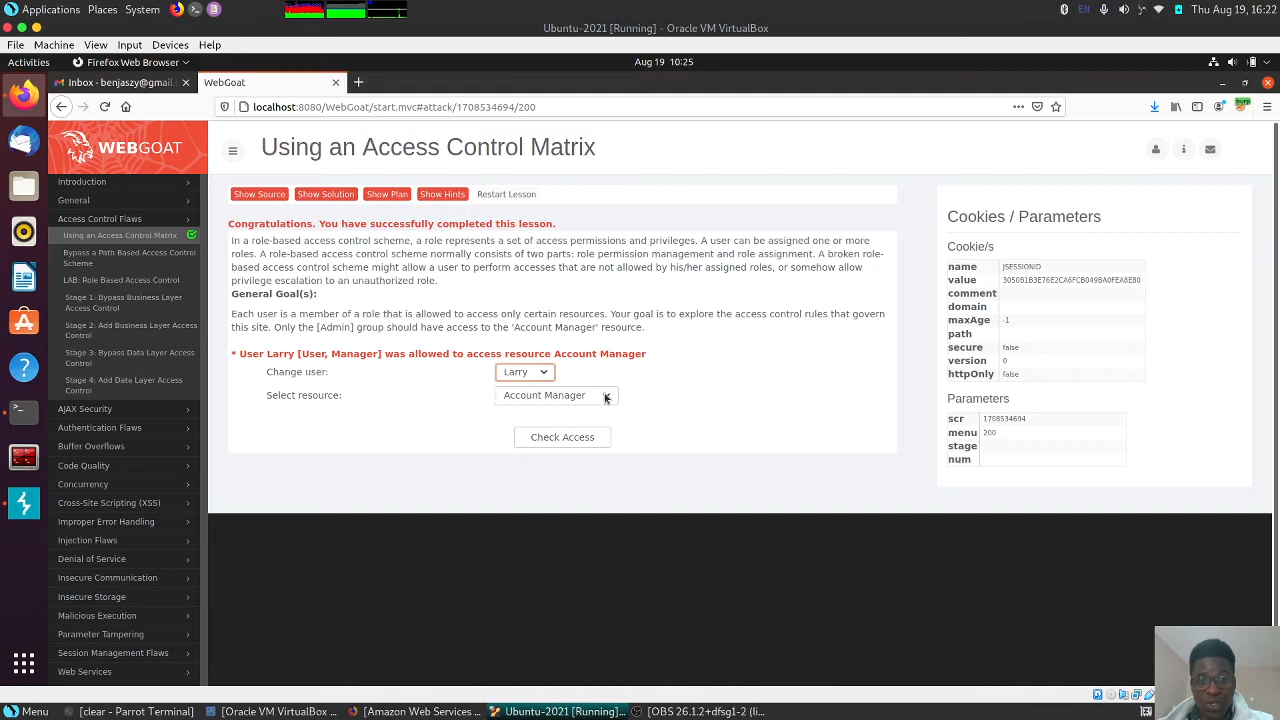 Applications Places System
Thu Aug 19, 16:22
Ubuntu-2021 [Running] - Oracle VM VirtualBox
File Machine View Input Devices Help
Activities Firefox Web Browser Aug 19 10:25
Inbox - benjaszy@gmail.c
WebGoat
localhost:8080/WebGoat/start.mvc#attack/1708534694/200
WEBGOAT
Using an Access Control Matrix
Introduction
General
Access Control Flaws
Using an Access Control Matrix
Bypass a Path Based Access Control
Scheme
LAB: Role Based Access Control
Stage 1: Bypass Business Layer
Access Control
Stage 2: Add Business Layer Access
Control
Stage 3: Bypass Data Layer Access
Control
Stage 4: Add Data Layer Access
Control
AJAX Security
Authentication Flaws
Buffer Overflows
Code Quality
Concurrency
Cross-Site Scripting (XSS)
Improper Error Handling
Injection Flaws
Denial of Service
Insecure Communication
Insecure Storage
Malicious Execution
Parameter Tampering
Session Management Flaws
Web Services
Show Source Show Solution Show Plan Show Hints Restart Lesson
Congratulations. You have successfully completed this lesson.
In a role-based access control scheme, a role represents a set of access permissions and privileges. A user can be assigned one or more
roles. A role-based access control scheme normally consists of two parts: role permission management and role assignment. A broken role-
based access control scheme might allow a user to perform accesses that are not allowed by his/her assigned roles, or somehow allow
privilege escalation to an unauthorized role.
General Goal(s):
Each user is a member of a role that is allowed to access only certain resources. Your goal is to explore the access control rules that govern
this site. Only the [Admin] group should have access to the 'Account Manager' resource.
* User Larry [User, Manager] was allowed to access resource Account Manager
Change user: Larry
Select resource: Account Manager
Check Access
Cookies / Parameters
Cookie/s
name JSESSIONID
value 3050B1B3E76E2CA6FCB049BA0FEA8E80
comment
domain
maxAge -1
path
secure false
version 0
httpOnly false
Parameters
scr 1708534694
menu 200
stage
num
Menu [clear - Parrot Terminal] [Oracle VM VirtualBox ... [Amazon Web Services ... Ubuntu-2021 [Running]... [OBS 26.1.2+dfsg1-2 (li...